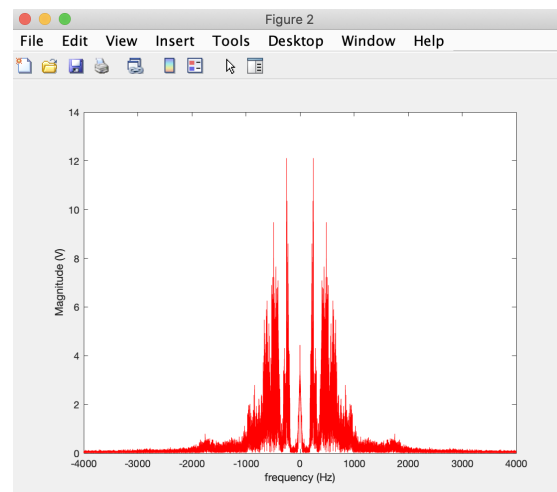 Figure 2
File Edit View Insert Tools Desktop Window Help
14
12
10
8
6
4
2
0
Magnitude (V)
-4000 -3000 -2000 -1000 0 1000 2000 3000 4000
frequency (Hz)